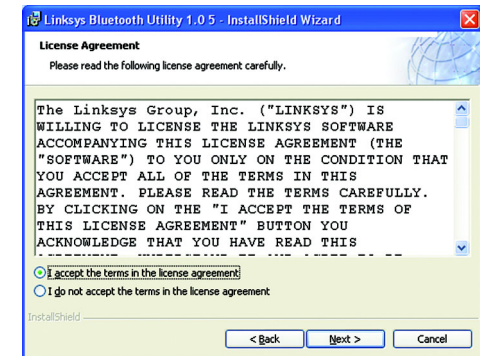 Linksys Bluetooth Utility 1.0 5 - InstallShield Wizard
License Agreement
Please read the following license agreement carefully.
The Linksys Group, Inc. ("LINKSYS") IS
WILLING TO LICENSE THE LINKSYS SOFTWARE
ACCOMPANYING THIS LICENSE AGREEMENT (THE
"SOFTWARE") TO YOU ONLY ON THE CONDITION THAT
YOU ACCEPT ALL OF THE TERMS IN THIS
AGREEMENT. PLEASE READ THE TERMS CAREFULLY.
BY CLICKING ON THE "I ACCEPT THE TERMS OF
THIS LICENSE AGREEMENT" BUTTON YOU
ACKNOWLEDGE THAT YOU HAVE READ THIS
I accept the terms in the license agreement
I do not accept the terms in the license agreement
InstallShield
< Back Next > Cancel